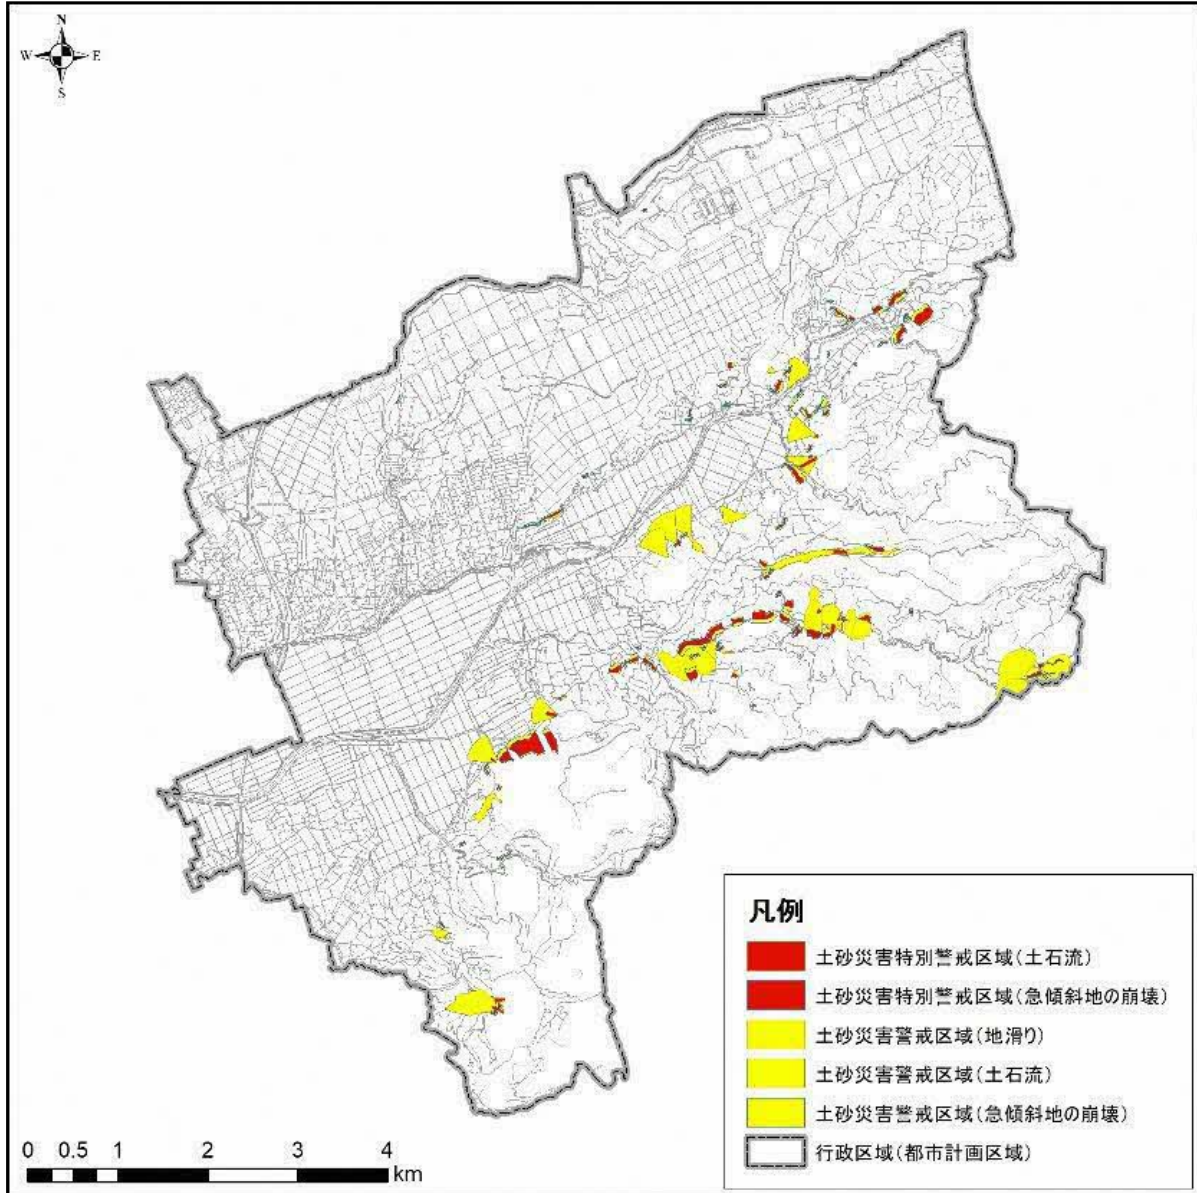 N
W E
S
凡例
土砂災害特別警戒区域(土石流)
土砂災害特別警戒区域(急傾斜地の崩壊)
土砂災害警戒区域(地滑り)
土砂災害警戒区域(土石流)
土砂災害警戒区域(急傾斜地の崩壊)
行政区域(都市計画区域)
0 0.5 1 2 3 4
km